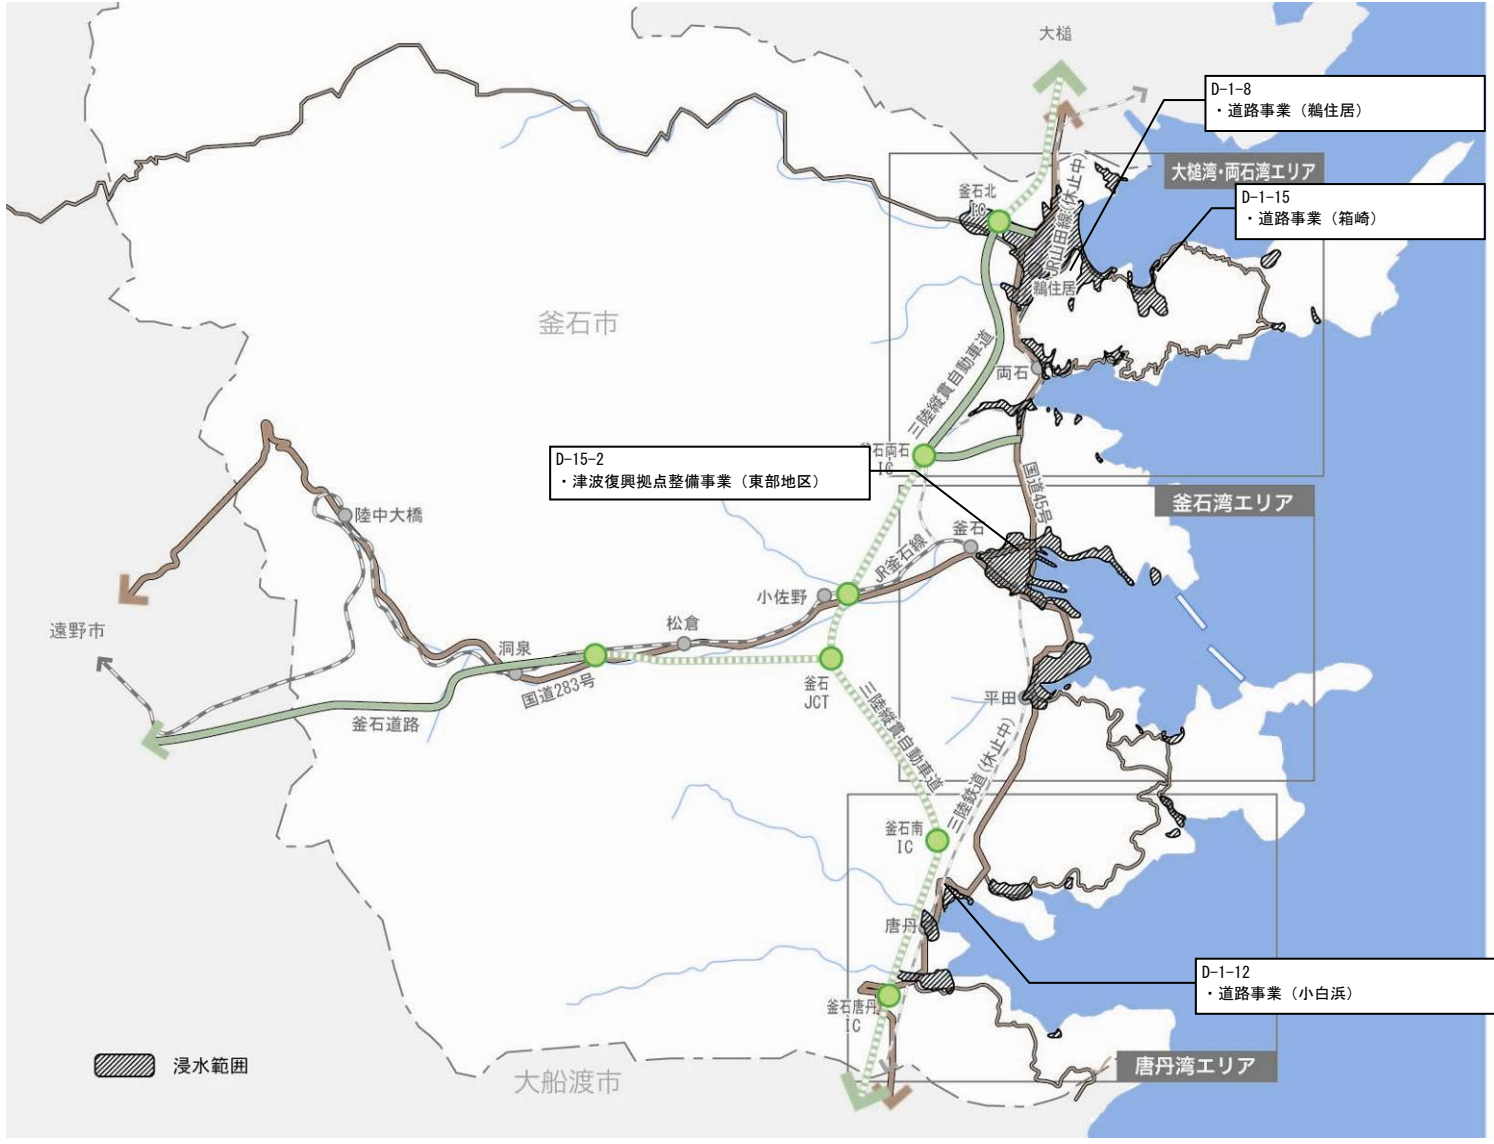 大槌
D-1-8
・道路事業（鵜住居）
大槌湾・両石湾エリア
D-1-15
・道路事業（箱崎）
釜石北
IC
JR山田線(休止中)
鵜住居
釜石市
三陸縦貫自動車道
両石
石両石
IC
D-15-2
・津波復興拠点整備事業（東部地区）
国道45号
釜石湾エリア
陸中大橋
釜石
JR釜石線
小佐野
遠野市
松倉
洞泉
国道283号
釜石
JCT
釜石道路
平田
三陸縦貫自動車道
三陸鉄道(休止中)
釜石南
IC
唐丹
D-1-12
・道路事業（小白浜）
釜石唐丹
IC
浸水範囲
大船渡市
唐丹湾エリア